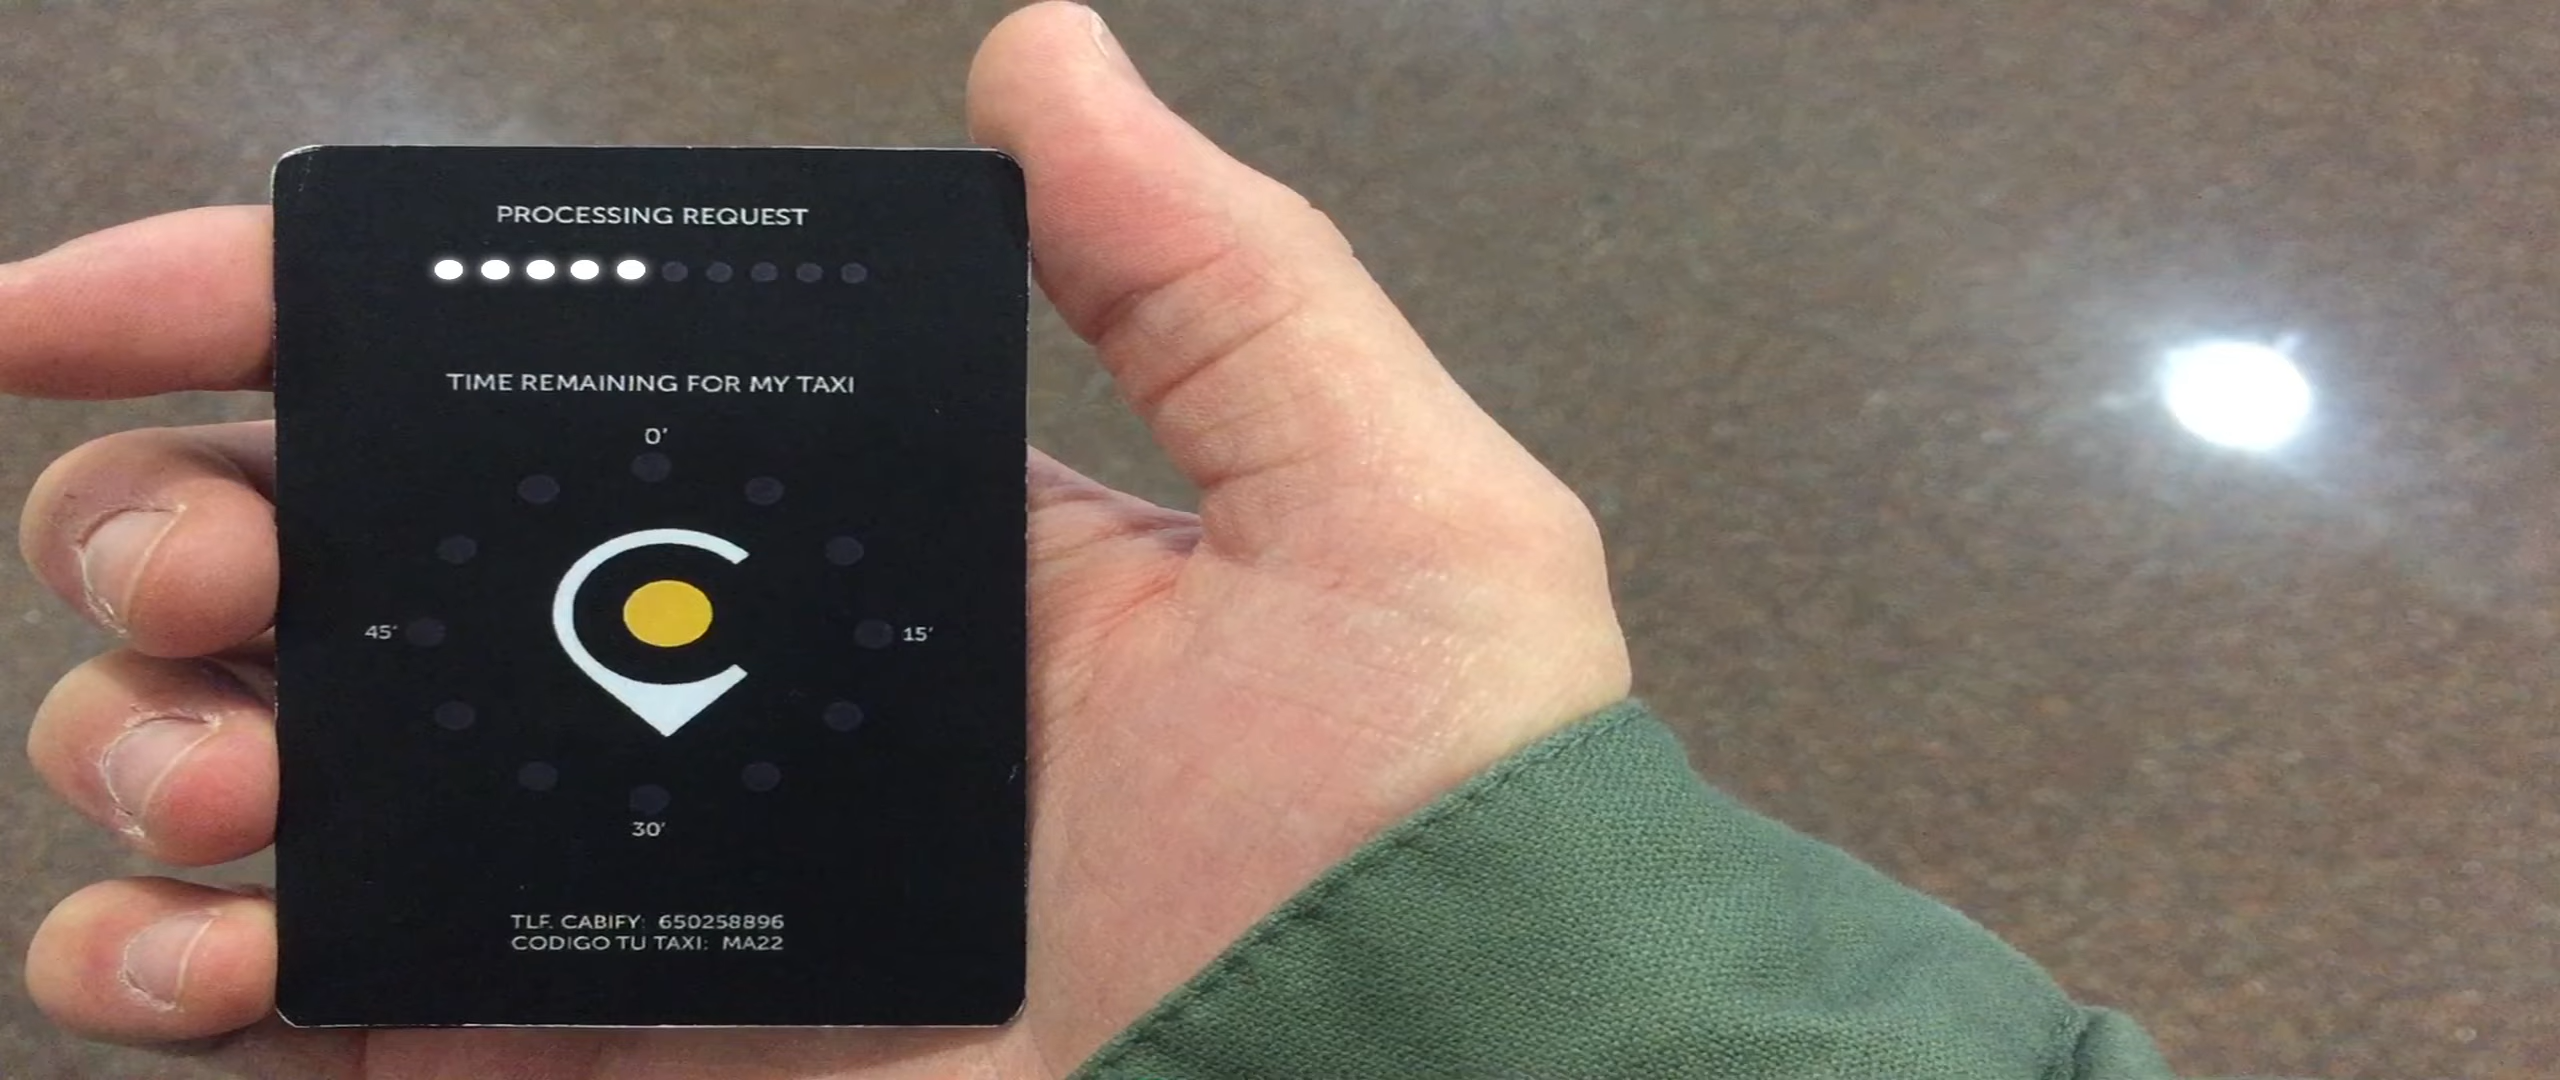 PROCESSING REQUEST
TIME REMAINING FOR MY TAXI
0'
45'
15'
30'
TLF. CABIFY: 650258896
CODIGO TU TAXI: MA22